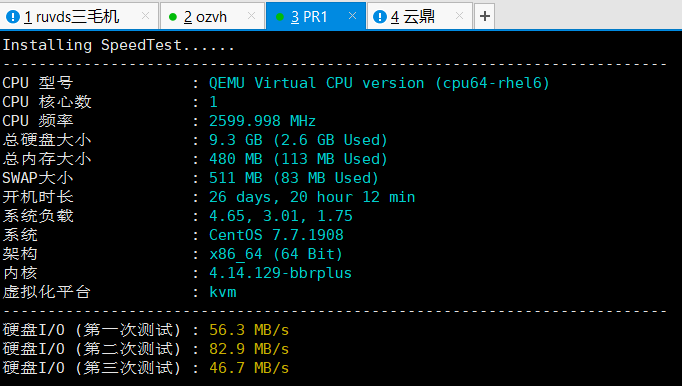 1 ruvds三毛机 × 2 ozvh × 3 PR1 × 4 云鼎 × +
Installing SpeedTest......
----------------------------------------------------------------------
CPU 型号 : QEMU Virtual CPU version (cpu64-rhel6)
CPU 核心数 : 1
CPU 频率 : 2599.998 MHz
总硬盘大小 : 9.3 GB (2.6 GB Used)
总内存大小 : 480 MB (113 MB Used)
SWAP大小 : 511 MB (83 MB Used)
开机时长 : 26 days, 20 hour 12 min
系统负载 : 4.65, 3.01, 1.75
系统 : CentOS 7.7.1908
架构 : x86_64 (64 Bit)
内核 : 4.14.129-bbrplus
虚拟化平台 : kvm
----------------------------------------------------------------------
硬盘I/O (第一次测试) : 56.3 MB/s
硬盘I/O (第二次测试) : 82.9 MB/s
硬盘I/O (第三次测试) : 46.7 MB/s